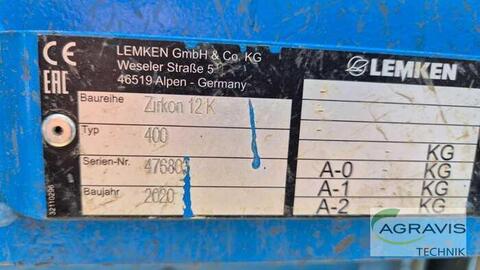 CE
EAC
LEMKEN GmbH & Co. KG
Weseler Straße 5
46519 Alpen - Germany
LEMKEN
Baureihe Zirkon 12 K
Typ 400
Serien-Nr.
Baujahr 2020
KG
A-0 KG
A-1 KG
A-2 KG
32110296
AGRAVIS
TECHNIK